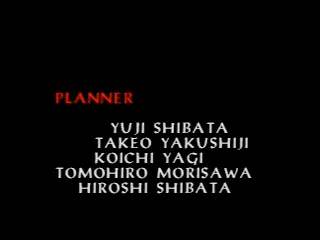 PLANNER
YUJI SHIBATA
TAKEO YAKUSHIJI
KOICHI YAGI
TOMOHIRO MORISAWA
HIROSHI SHIBATA